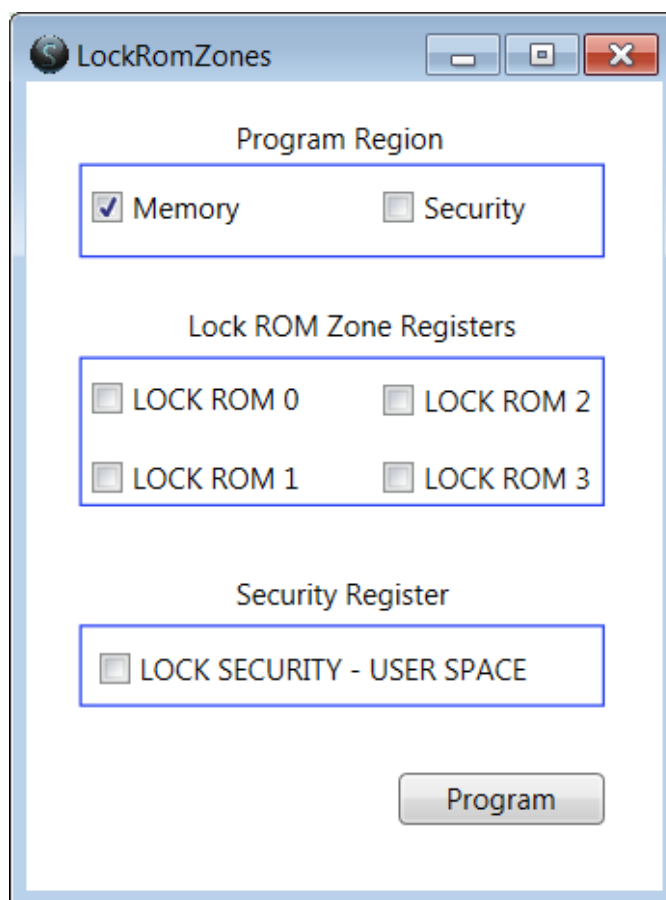 LockRomZones
Program Region
Memory Security
Lock ROM Zone Registers
LOCK ROM 0 LOCK ROM 2
LOCK ROM 1 LOCK ROM 3
Security Register
LOCK SECURITY - USER SPACE
Program